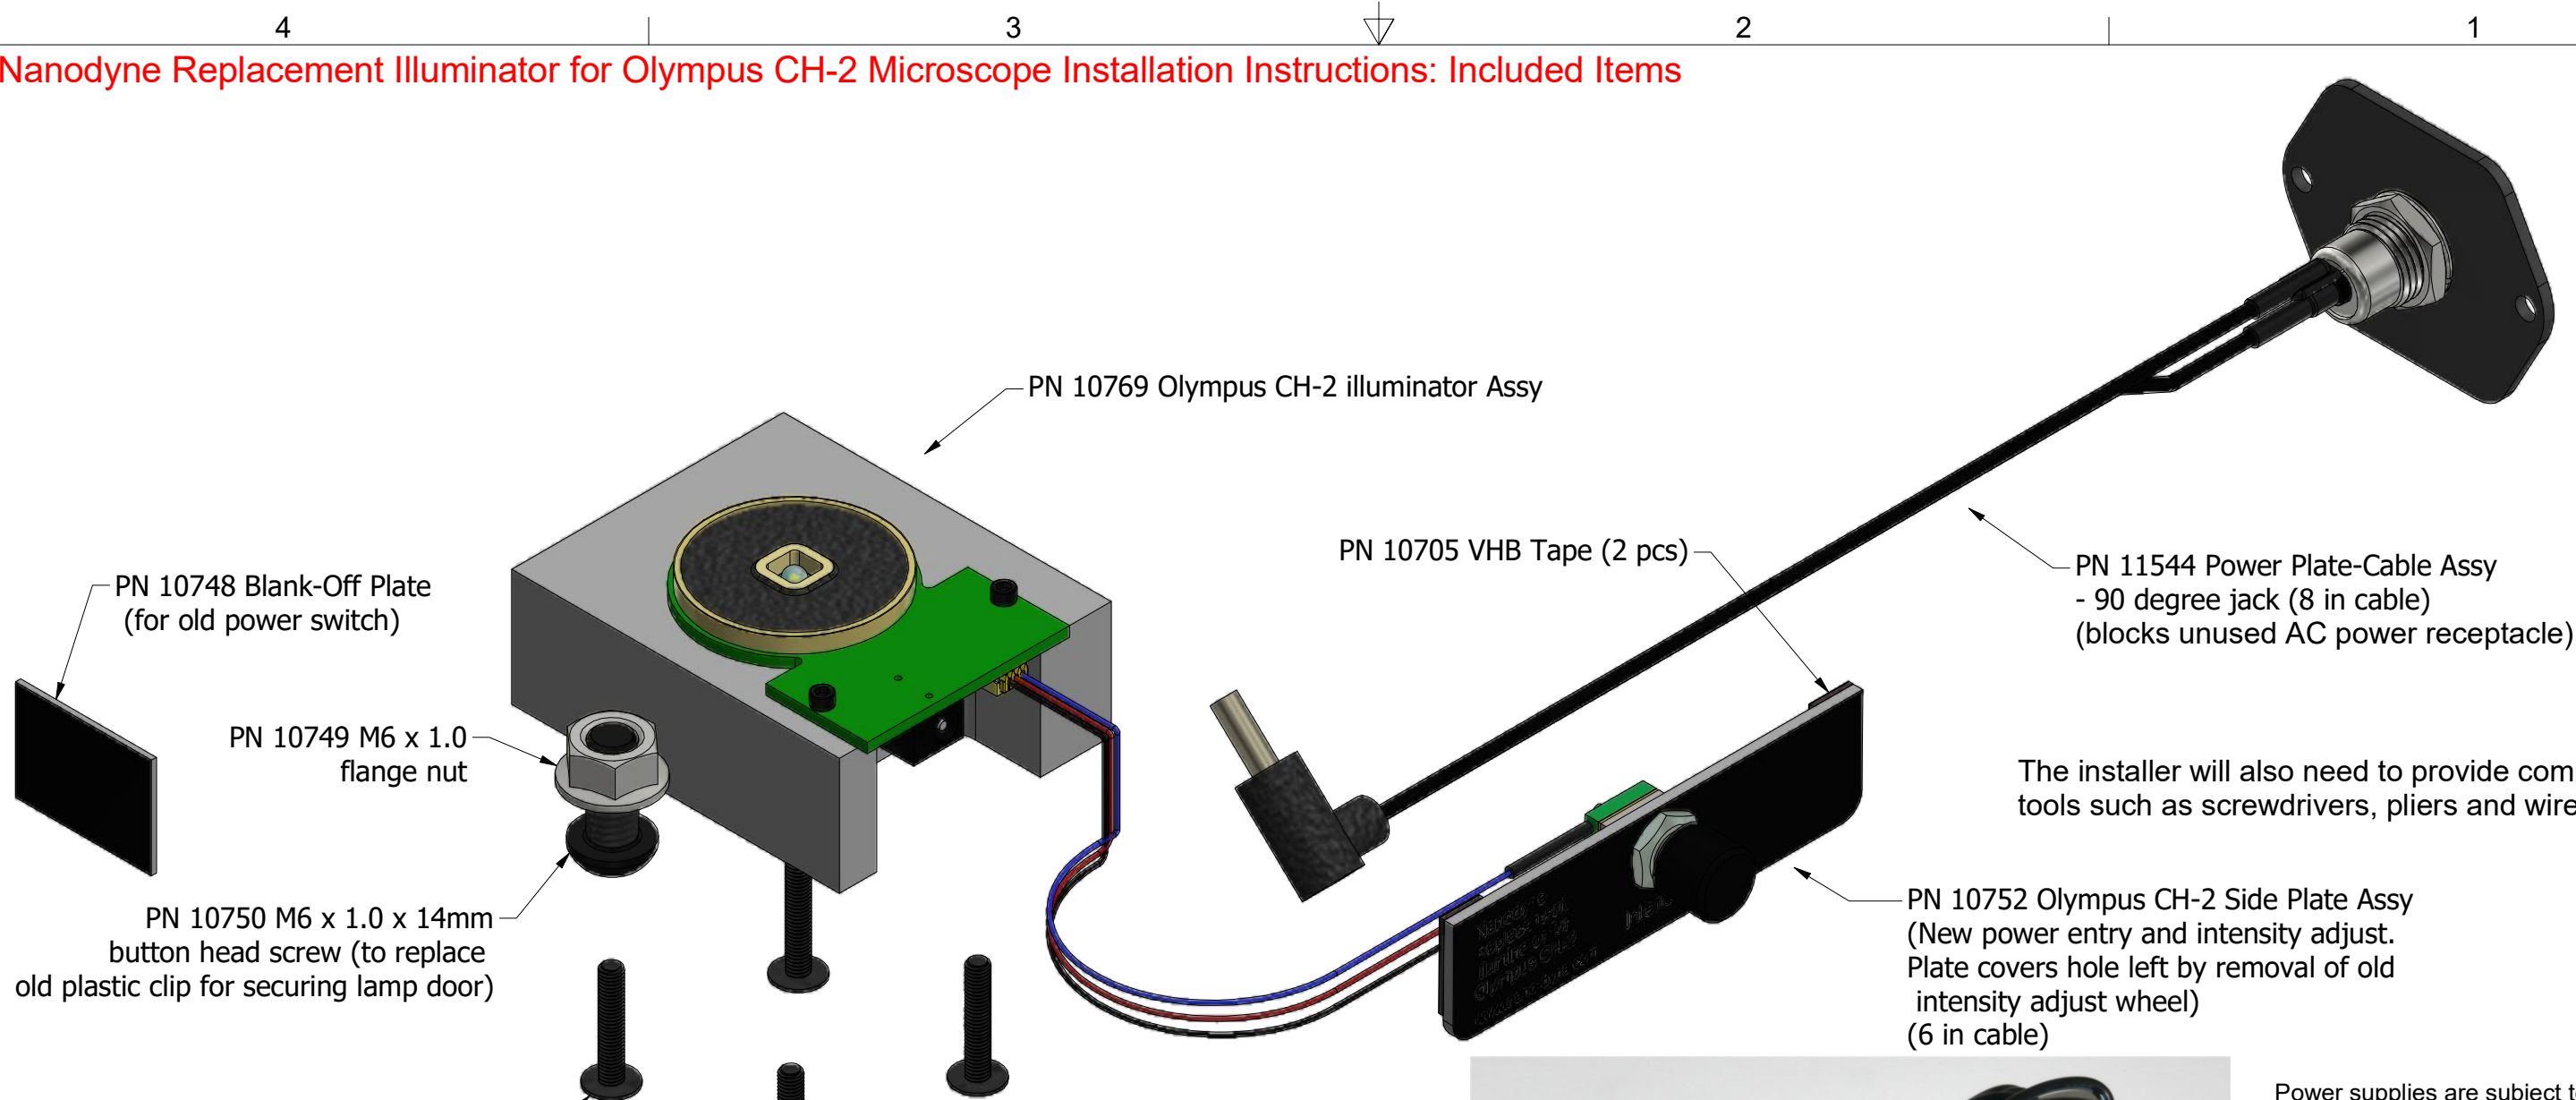 4 3 2 1
Nanodyne Replacement Illuminator for Olympus CH-2 Microscope Installation Instructions: Included Items
PN 10769 Olympus CH-2 illuminator Assy
PN 10705 VHB Tape (2 pcs)
PN 11544 Power Plate-Cable Assy
- 90 degree jack (8 in cable)
(blocks unused AC power receptacle)
PN 10748 Blank-Off Plate
(for old power switch)
PN 10749 M6 x 1.0
flange nut
The installer will also need to provide com
tools such as screwdrivers, pliers and wire
PN 10750 M6 x 1.0 x 14mm
button head screw (to replace
old plastic clip for securing lamp door)
PN 10752 Olympus CH-2 Side Plate Assy
(New power entry and intensity adjust.
Plate covers hole left by removal of old
intensity adjust wheel)
(6 in cable)
Olympus CH-2
Power supplies are subject t